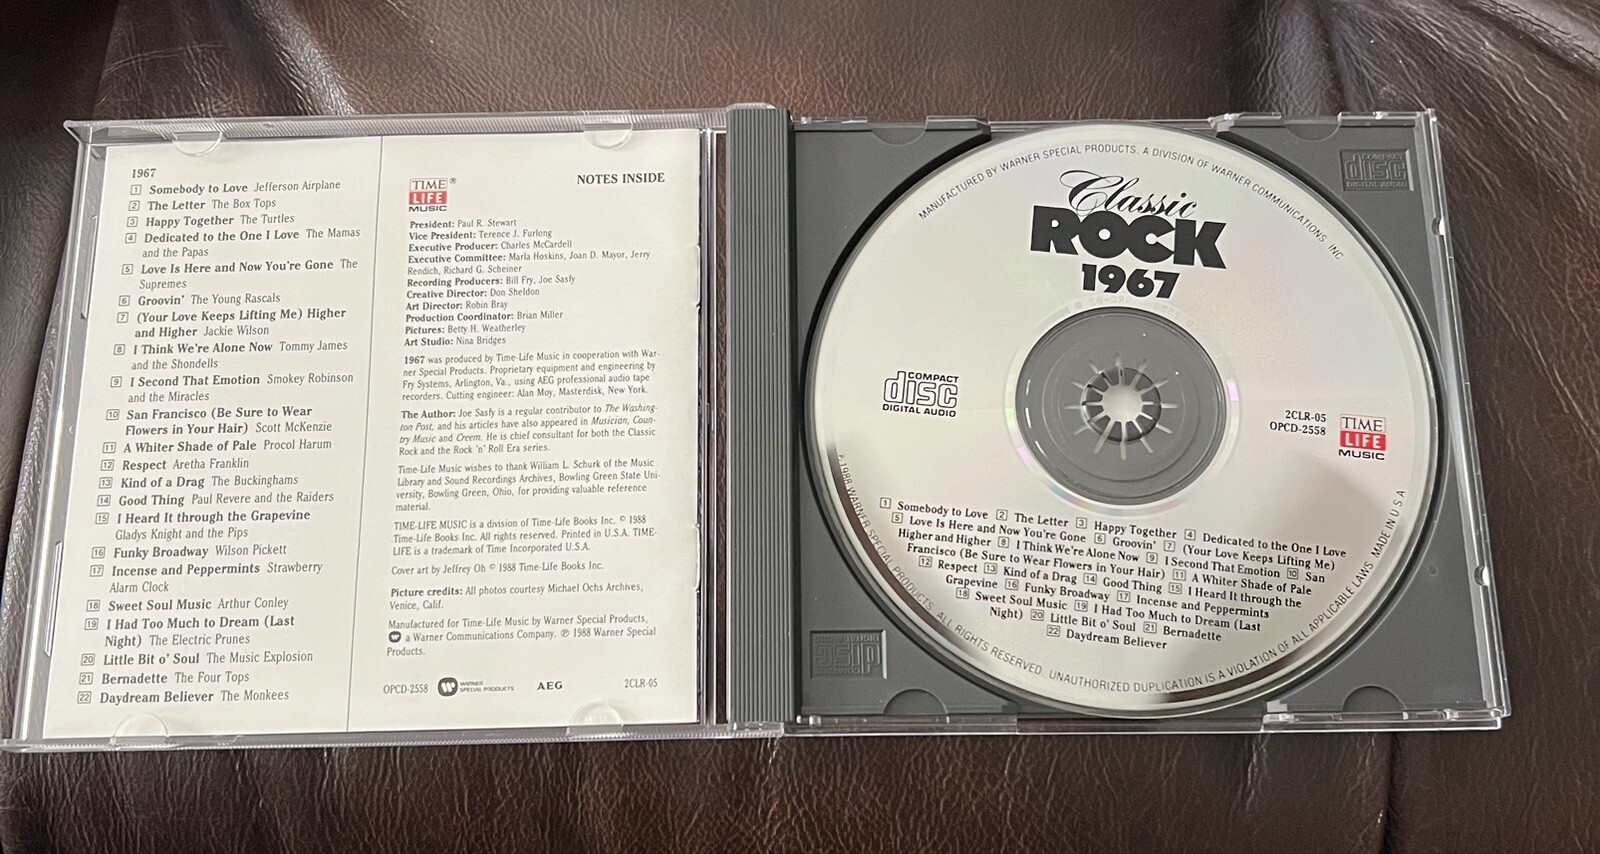 1967
1 Somebody to Love Jefferson Airplane
2 The Letter The Box Tops
3 Happy Together The Turtles
4 Dedicated to the One I Love The Mamas
and the Papas
5 Love Is Here and Now You're Gone The
Supremes
6 Groovin' The Young Rascals
7 (Your Love Keeps Lifting Me) Higher
and Higher Jackie Wilson
8 I Think We're Alone Now Tommy James
and the Shondells
9 I Second That Emotion Smokey Robinson
and the Miracles
10 San Francisco (Be Sure to Wear
Flowers in Your Hair) Scott McKenzie
11 A Whiter Shade of Pale Procol Harum
12 Respect Aretha Franklin
13 Kind of a Drag The Buckinghams
14 Good Thing Paul Revere and the Raiders
15 I Heard It through the Grapevine
Gladys Knight and the Pips
16 Funky Broadway Wilson Pickett
17 Incense and Peppermints Strawberry
Alarm Clock
18 Sweet Soul Music Arthur Conley
19 I Had Too Much to Dream (Last
Night) The Electric Prunes
20 Little Bit o' Soul The Music Explosion
21 Bernadette The Four Tops
22 Daydream Believer The Monkees
TIME ®
LIFE
MUSIC
NOTES INSIDE
President: Paul R. Stewart
Vice President: Terence J. Furlong
Executive Producer: Charles McCardell
Executive Committee: Marla Hoskins, Joan D. Mayor, Jerry
Rendich, Richard G. Scheiner
Recording Producers: Bill Fry, Joe Sasfy
Creative Director: Don Sheldon
Art Director: Robin Bray
Production Coordinator: Brian Miller
Pictures: Betty H. Weatherley
Art Studio: Nina Bridges
1967 was produced by Time-Life Music in cooperation with War-
ner Special Products. Proprietary equipment and engineering by
Fry Systems, Arlington, Va., using AEG professional audio tape
recorders. Cutting engineer: Alan Moy, Masterdisk, New York.
The Author: Joe Sasfy is a regular contributor to The Washing-
ton Post, and his articles have also appeared in Musician, Coun-
try Music and Creem. He is chief consultant for both the Classic
Rock and the Rock 'n' Roll Era series.
Time-Life Music wishes to thank William L. Schurk of the Music
Library and Sound Recordings Archives, Bowling Green State Uni-
versity, Bowling Green, Ohio, for providing valuable reference
material.
TIME-LIFE MUSIC is a division of Time-Life Books Inc. © 1988
Time-Life Books Inc. All rights reserved. Printed in U.S.A. TIME-
LIFE is a trademark of Time Incorporated U.S.A.
Cover art by Jeffrey Oh © 1988 Time-Life Books Inc.
Picture credits: All photos courtesy Michael Ochs Archives,
Venice, Calif.
Manufactured for Time-Life Music by Warner Special Products,
a Warner Communications Company. ℗ 1988 Warner Special
Products.
OPCD-2558 WARNER SPECIAL PRODUCTS AEG 2CLR-05
MANUFACTURED BY WARNER SPECIAL PRODUCTS, A DIVISION OF WARNER COMMUNICATIONS, INC.
Classic
ROCK
1967
COMPACT
disc
DIGITAL AUDIO
2CLR-05
OPCD-2558
TIME
LIFE
MUSIC
1 Somebody to Love 2 The Letter 3 Happy Together 4 Dedicated to the One I Love
5 Love Is Here and Now You're Gone 6 Groovin' 7 (Your Love Keeps Lifting Me)
Higher and Higher 8 I Think We're Alone Now 9 I Second That Emotion 10 San
Francisco (Be Sure to Wear Flowers in Your Hair) 11 A Whiter Shade of Pale
12 Respect 13 Kind of a Drag 14 Good Thing 15 I Heard It through the
Grapevine 16 Funky Broadway 17 Incense and Peppermints
18 Sweet Soul Music 19 I Had Too Much to Dream (Last
Night) 20 Little Bit o' Soul 21 Bernadette
22 Daydream Believer
℗ 1988 WARNER SPECIAL PRODUCTS. ALL RIGHTS RESERVED. UNAUTHORIZED DUPLICATION IS A VIOLATION OF ALL APPLICABLE LAWS. MADE IN U.S.A.
COMPACT
disc
DIGITAL AUDIO
COMPACT
disc
DIGITAL AUDIO